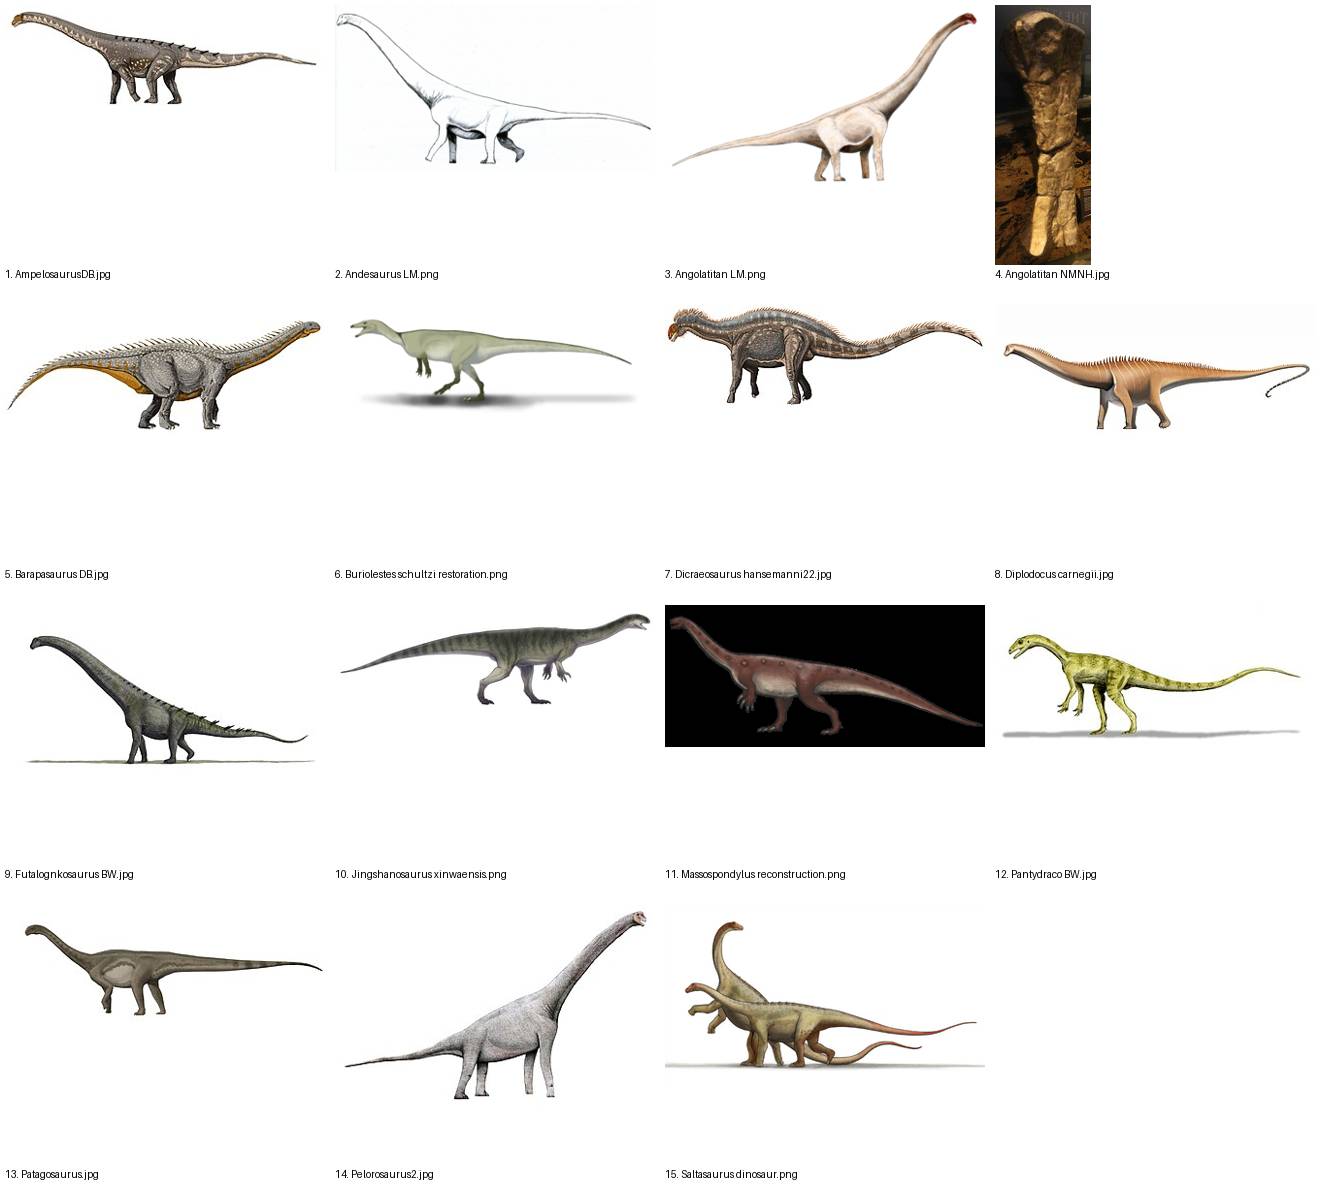 1. AmpelosaurusDB.jpg
2. Andesaurus LM.png
3. Angolatitan LM.png
4. Angolatitan NMNH.jpg
5. Barapasaurus DB.jpg
6. Buriolestes schultzi restoration.png
7. Dicraeosaurus hansemanni22.jpg
8. Diplodocus carnegii.jpg
9. Futalognkosaurus BW.jpg
10. Jingshanosaurus xinwaensis.png
11. Massospondylus reconstruction.png
12. Pantydraco BW.jpg
13. Patagosaurus.jpg
14. Pelorosaurus2.jpg
15. Saltasaurus dinosaur.png